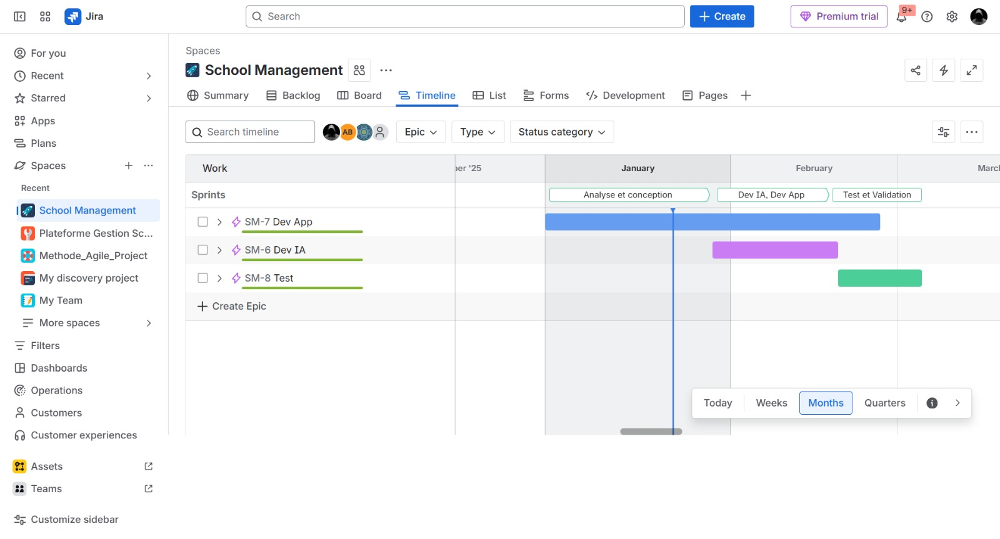 Jira
Search
Create
Premium trial
9+
For you
Recent
Starred
Apps
Plans
Spaces
Recent
School Management
Plateforme Gestion Sc...
Methode_Agile_Project
My discovery project
My Team
More spaces
Filters
Dashboards
Operations
Customers
Customer experiences
Assets
Teams
Customize sidebar
Spaces
School Management
Summary Backlog Board Timeline List Forms Development Pages
Search timeline AB Epic Type Status category
Work ber '25 January February March
Sprints Analyse et conception Dev IA, Dev App Test et Validation
SM-7 Dev App
SM-6 Dev IA
SM-8 Test
Create Epic
Today Weeks Months Quarters